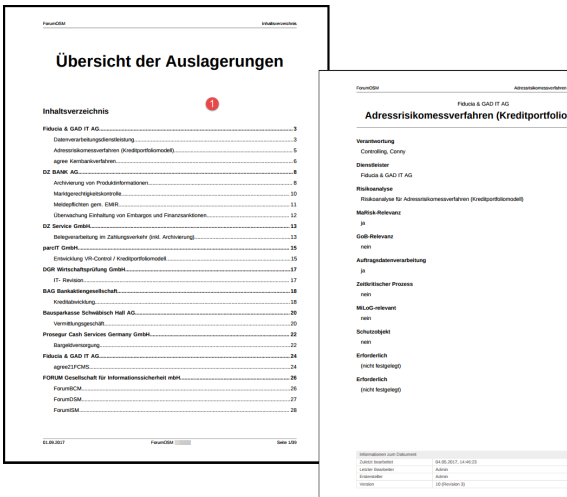 ForumOSM Inhaltsverzeichnis
Übersicht der Auslagerungen
1
Inhaltsverzeichnis
Fiducia & GAD IT AG 3
Datenverarbeitungsdienstleistung 3
Adressrisikomessverfahren (Kreditportfoliomodell) 5
agree Kernbankverfahren 6
DZ BANK AG 8
Archivierung von Produktinformationen 8
Marktgerechtigkeitskontrolle 10
Meldepflichten gem. EMIR 11
Überwachung Einhaltung von Embargos und Finanzsanktionen 12
DZ Service GmbH 13
Belegverarbeitung im Zahlungsverkehr (inkl. Archivierung) 13
parcIT GmbH 15
Entwicklung VR-Control / Kreditportfoliomodell 15
DGR Wirtschaftsprüfung GmbH 17
IT- Revision 17
BAG Bankaktiengesellschaft 18
Kreditabwicklung 18
Bausparkasse Schwäbisch Hall AG 20
Vermittlungsgeschäft 20
Prosegur Cash Services Germany GmbH 22
Bargeldversorgung 22
Fiducia & GAD IT AG 24
agree21FCMS 24
FORUM Gesellschaft für Informationssicherheit mbH 26
ForumBCM 26
ForumOSM 27
ForumISM 28
01.09.2017 ForumOSM Seite 1/39
ForumOSM Adressrisikomessverfahren
Fiducia & GAD IT AG
Adressrisikomessverfahren (Kreditportfolio
Verantwortung
Controlling, Conny
Dienstleister
Fiducia & GAD IT AG
Risikoanalyse
Risikoanalyse für Adressrisikomessverfahren (Kreditportfoliomodell)
MaRisk-Relevanz
ja
GoB-Relevanz
nein
Auftragsdatenverarbeitung
ja
Zeitkritischer Prozess
nein
MiLoG-relevant
nein
Schutzobjekt
nein
Erforderlich
(nicht festgelegt)
Erforderlich
(nicht festgelegt)
Informationen zum Dokument
Zuletzt bearbeitet 04.05.2017, 14:46:23
Letzter Bearbeiter Admin
Ersteller Admin
Version 10 (Revision 3)